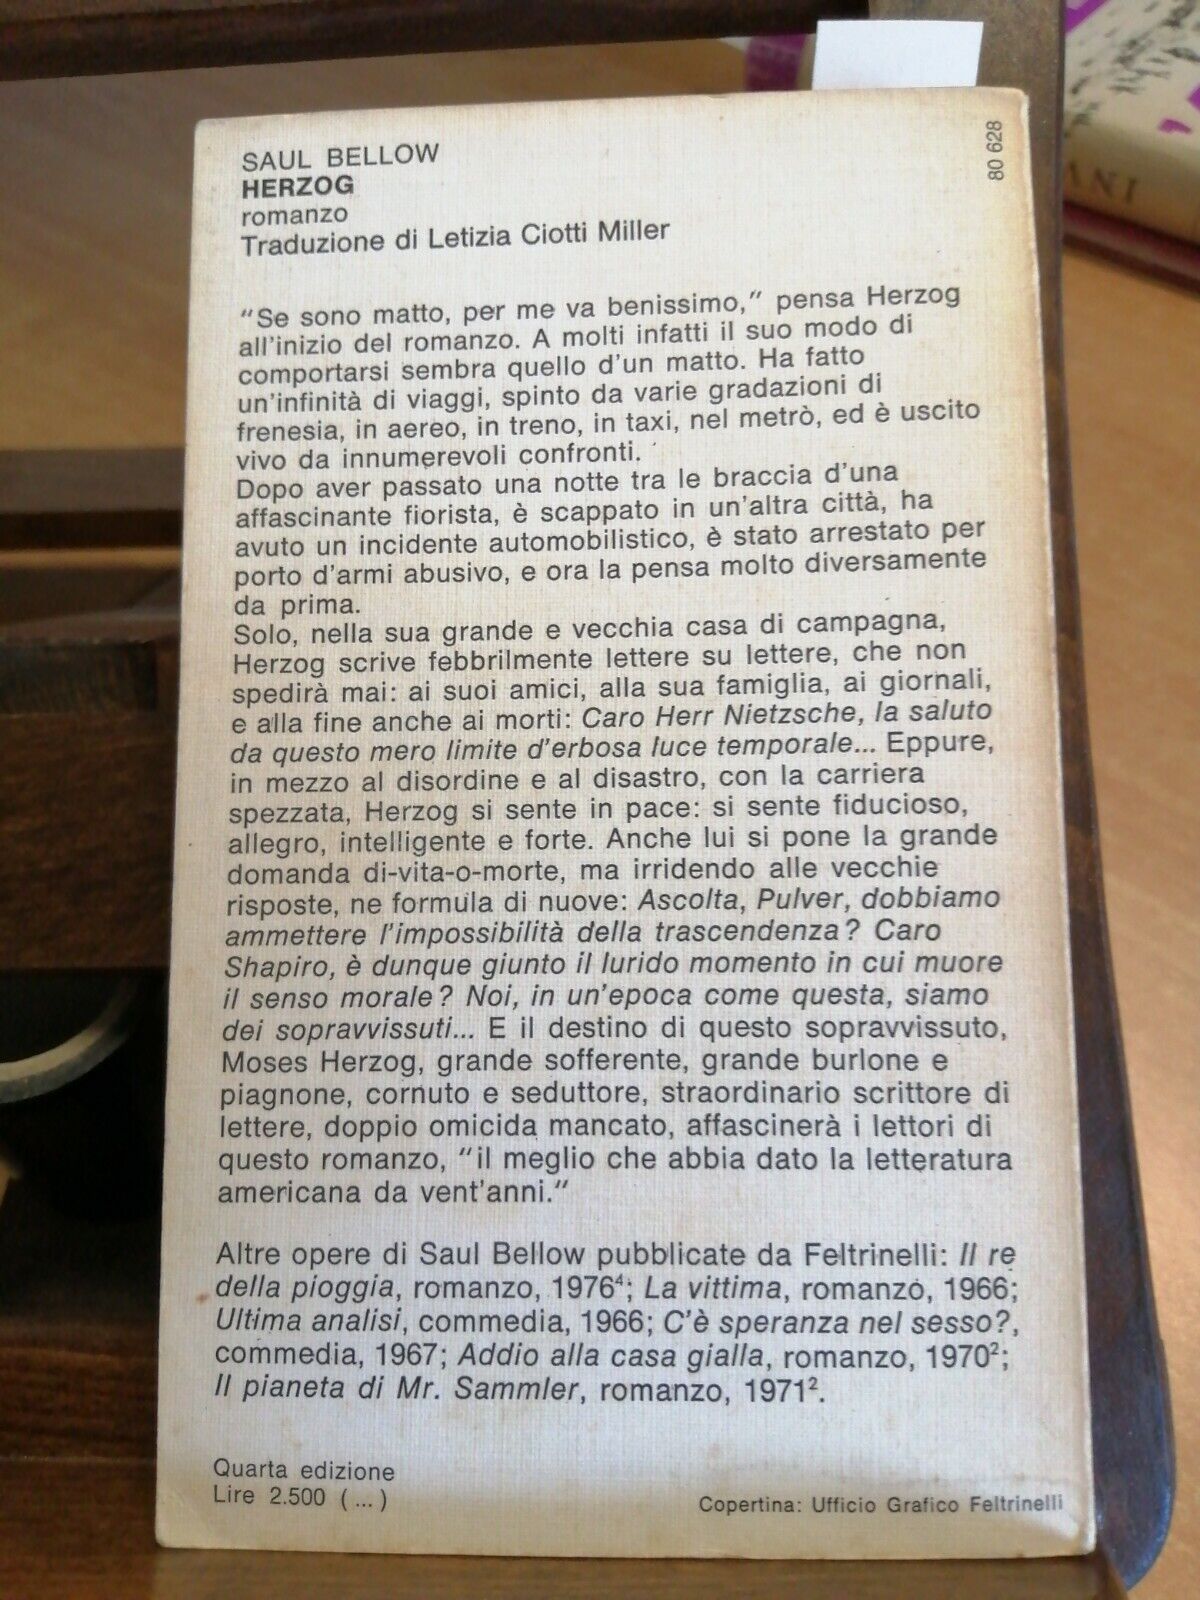 80 628
SAUL BELLOW
HERZOG
romanzo
Traduzione di Letizia Ciotti Miller
"Se sono matto, per me va benissimo," pensa Herzog
all'inizio del romanzo. A molti infatti il suo modo di
comportarsi sembra quello d'un matto. Ha fatto
un'infinità di viaggi, spinto da varie gradazioni di
frenesia, in aereo, in treno, in taxi, nel metrò, ed è uscito
vivo da innumerevoli confronti.
Dopo aver passato una notte tra le braccia d'una
affascinante fiorista, è scappato in un'altra città, ha
avuto un incidente automobilistico, è stato arrestato per
porto d'armi abusivo, e ora la pensa molto diversamente
da prima.
Solo, nella sua grande e vecchia casa di campagna,
Herzog scrive febbrilmente lettere su lettere, che non
spedirà mai: ai suoi amici, alla sua famiglia, ai giornali,
e alla fine anche ai morti: Caro Herr Nietzsche, la saluto
da questo mero limite d'erbosa luce temporale... Eppure,
in mezzo al disordine e al disastro, con la carriera
spezzata, Herzog si sente in pace: si sente fiducioso,
allegro, intelligente e forte. Anche lui si pone la grande
domanda di-vita-o-morte, ma irridendo alle vecchie
risposte, ne formula di nuove: Ascolta, Pulver, dobbiamo
ammettere l'impossibilità della trascendenza? Caro
Shapiro, è dunque giunto il lurido momento in cui muore
il senso morale? Noi, in un'epoca come questa, siamo
dei sopravvissuti... E il destino di questo sopravvissuto,
Moses Herzog, grande sofferente, grande burlone e
piagnone, cornuto e seduttore, straordinario scrittore di
lettere, doppio omicida mancato, affascinerà i lettori di
questo romanzo, "il meglio che abbia dato la letteratura
americana da vent'anni."
Altre opere di Saul Bellow pubblicate da Feltrinelli: Il re
della pioggia, romanzo, 1976⁴; La vittima, romanzo, 1966;
Ultima analisi, commedia, 1966; C'è speranza nel sesso?,
commedia, 1967; Addio alla casa gialla, romanzo, 1970²;
Il pianeta di Mr. Sammler, romanzo, 1971².
Quarta edizione
Lire 2.500 (...)
Copertina: Ufficio Grafico Feltrinelli